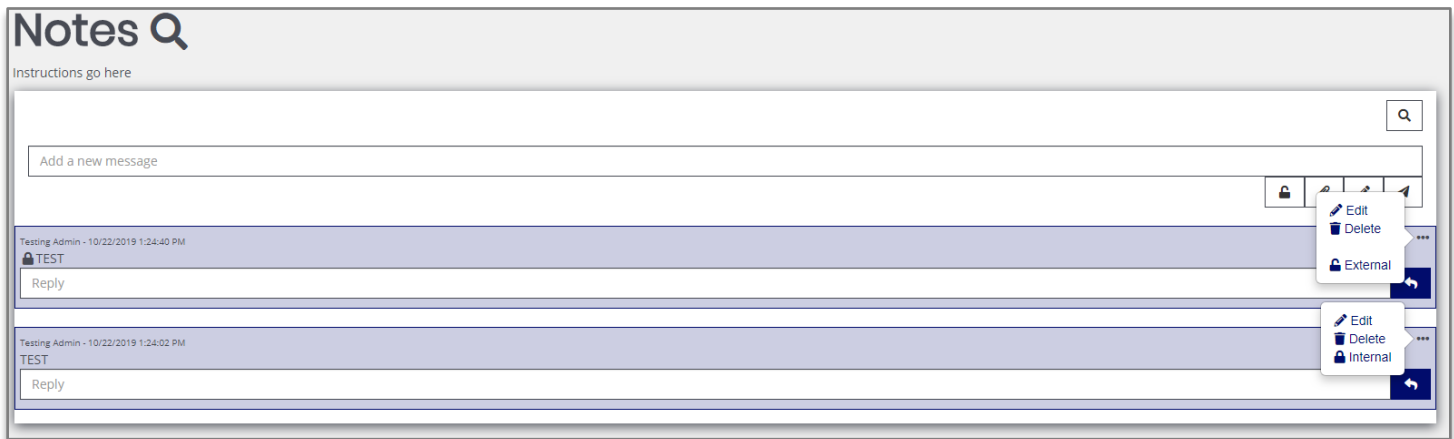 Notes
Instructions go here
Add a new message
Edit
Delete
External
Testing Admin - 10/22/2019 1:24:40 PM
TEST
Reply
Edit
Delete
Internal
Testing Admin - 10/22/2019 1:24:02 PM
TEST
Reply